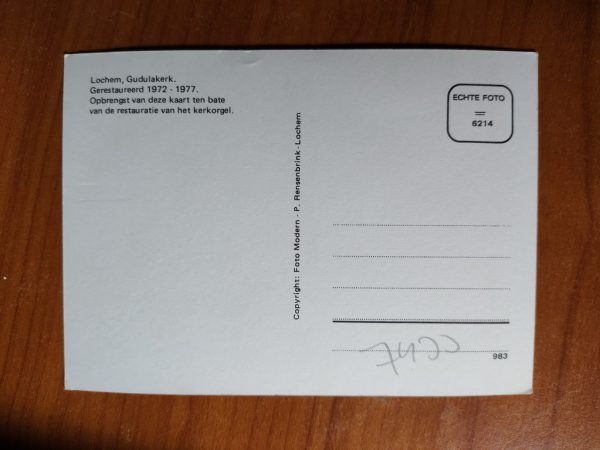 Lochem, Gudulakerk.
Gerestaureerd 1972 - 1977.
Opbrengst van deze kaart ten bate
van de restauratie van het kerkorgel.
Copyright: Foto Modern - P. Rensenbrink - Lochem
ECHTE FOTO
=
6214
7400
983